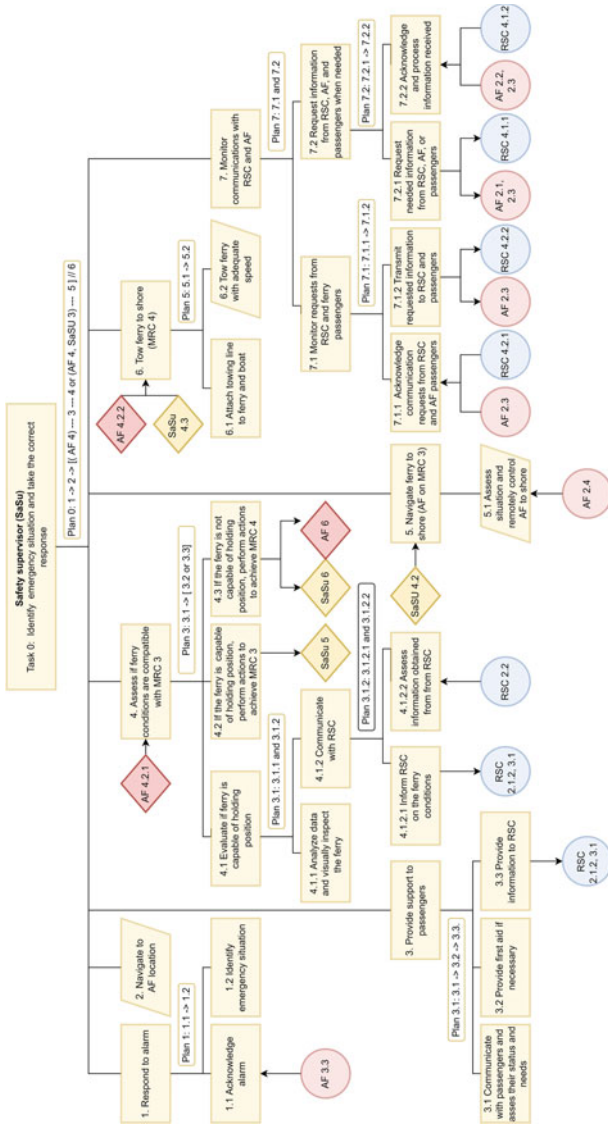 Safety supervisor (SaSu)
Task 0: Identify emergency situation and take the correct
response
Plan 0: 1 -> 2 -> [( AF 4) --- 3 --- 4 or (AF 4, SaSU 3) --- 5] // 6
1. Respond to alarm
Plan 1: 1.1 -> 1.2
1.1 Acknowledge
alarm
AF 3.3
1.2 Identify
emergency situation
2. Navigate to
AF location
3. Provide support to
passengers
Plan 3.1: 3.1 -> 3.2 -> 3.3.
3.1 Communicate
with passengers and
asses their status and
needs
3.2 Provide first aid if
necessary
3.3 Provide
information to RSC
RSC
2.1.2, 3.1
AF 4.2.1
4. Assess if ferry
conditions are compatible
with MRC 3
Plan 3: 3.1 -> [ 3.2 or 3.3]
4.1 Evaluate if ferry is
capable of holding
position
Plan 3.1: 3.1.1 and 3.1.2
4.1.1 Analyze data
and visually inspect
the ferry
4.1.2 Communicate
with RSC
Plan 3.1.2: 3.1.2.1 and 3.1.2.2
4.1.2.1 Inform RSC
on the ferry
conditions
RSC
2.1.2, 3.1
4.1.2.2 Assess
information obtained
from from RSC
RSC 2.2
4.2 If the ferry is capable
of holding position,
perform actions to
achieve MRC 3
SaSu 5
4.3 If the ferry is not
capable of holding
position, perform actions
to achieve MRC 4
SaSu 6
AF 6
SaSU 4.2
5. Navigate ferry to
shore (AF on MRC 3)
5.1 Assess
situation and
remotely control
AF to shore
AF 2.4
AF 4.2.2
SaSu
4.3
6. Tow ferry to shore
(MRC 4)
Plan 5: 5.1 -> 5.2
6.1 Attach towing line
to ferry and boat
6.2 Tow ferry
with adequate
speed
7. Monitor
communications with
RSC and AF
Plan 7: 7.1 and 7.2
7.1 Monitor requests from
RSC and ferry
passengers
Plan 7.1: 7.1.1 -> 7.1.2
7.1.1 Acknowledge
communication
requests from RSC
and AF passengers
AF 2.3
RSC 4.2.1
7.1.2 Transmit
requested information
to RSC and
passengers
AF 2.3
RSC 4.2.2
7.2 Request information
from RSC, AF, and
passengers when needed
Plan 7.2: 7.2.1 -> 7.2.2
7.2.1 Request
needed information
from RSC, AF, or
passengers
AF 2.1,
2.3
RSC 4.1.1
7.2.2 Acknowledge
and process
information received
AF 2.2,
2.3
RSC 4.1.2